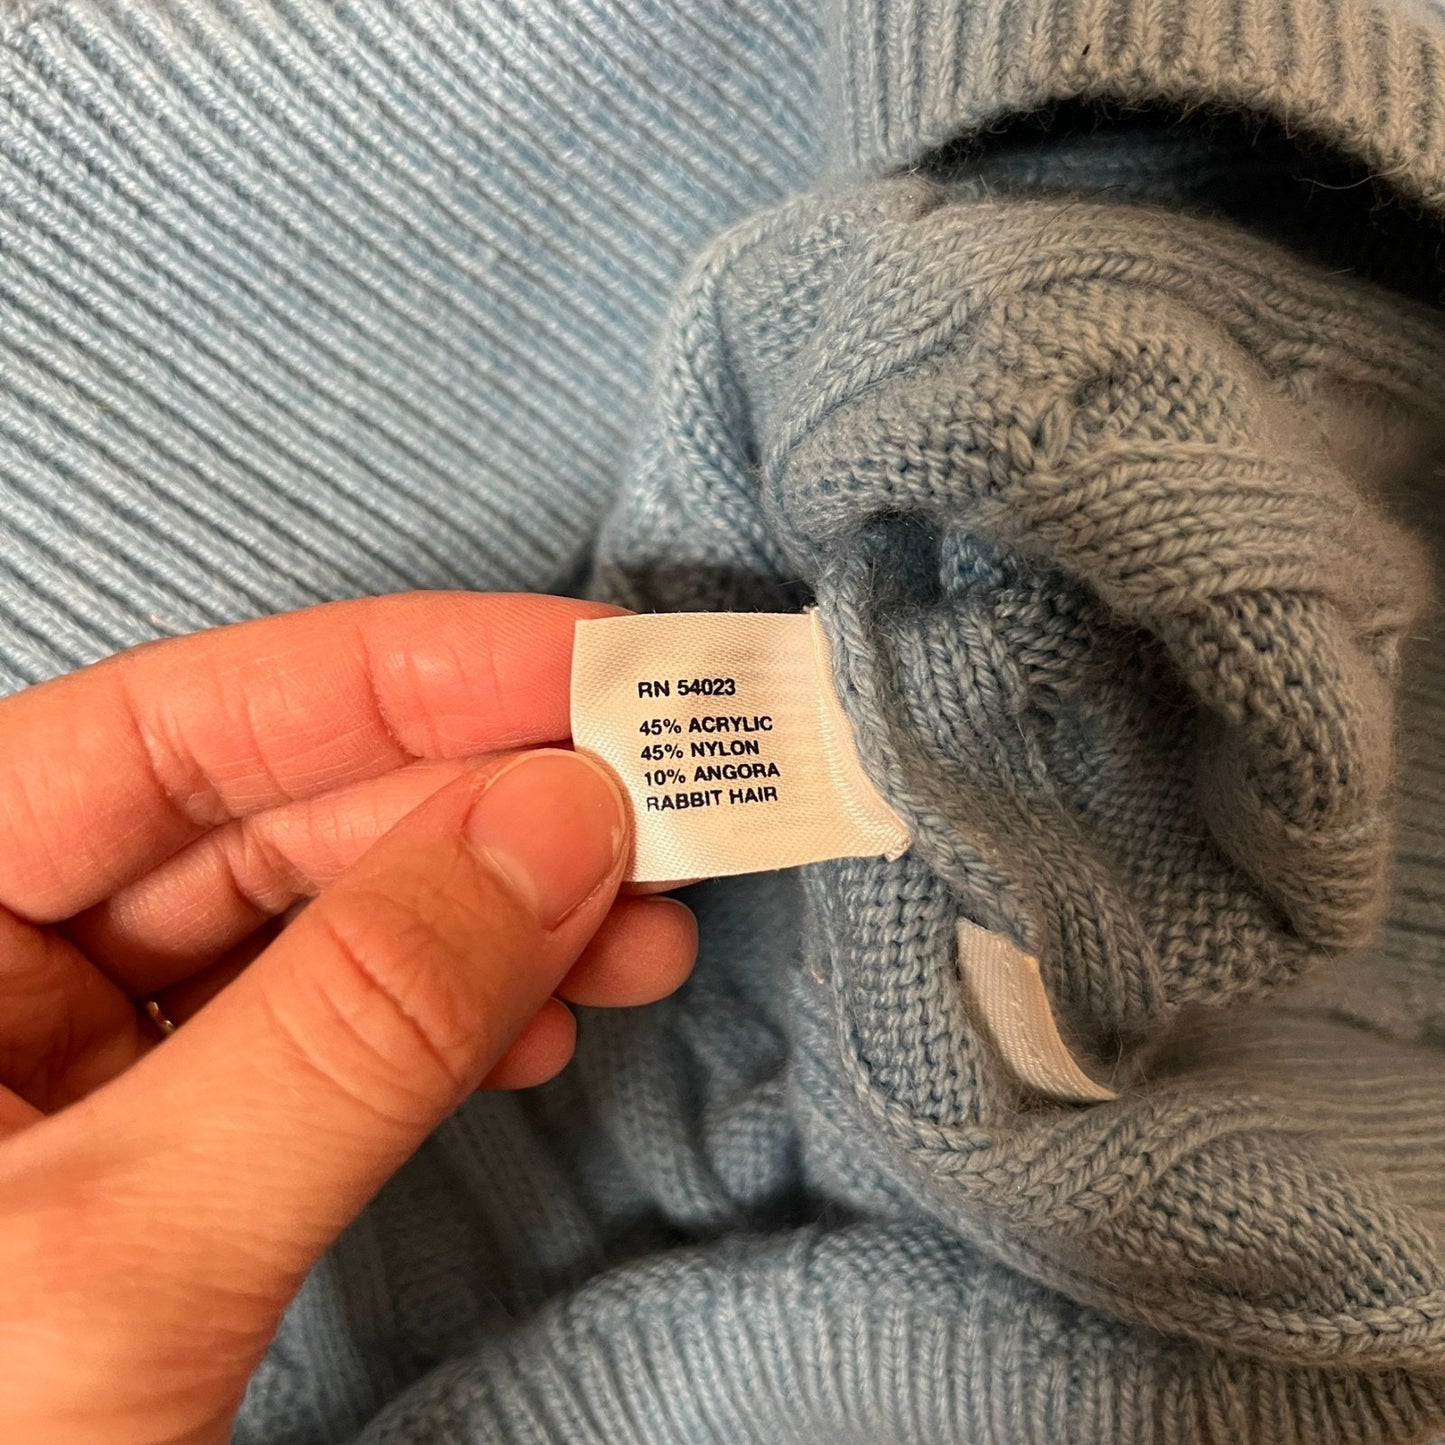 RN 54023
45% ACRYLIC
45% NYLON
10% ANGORA
RABBIT HAIR